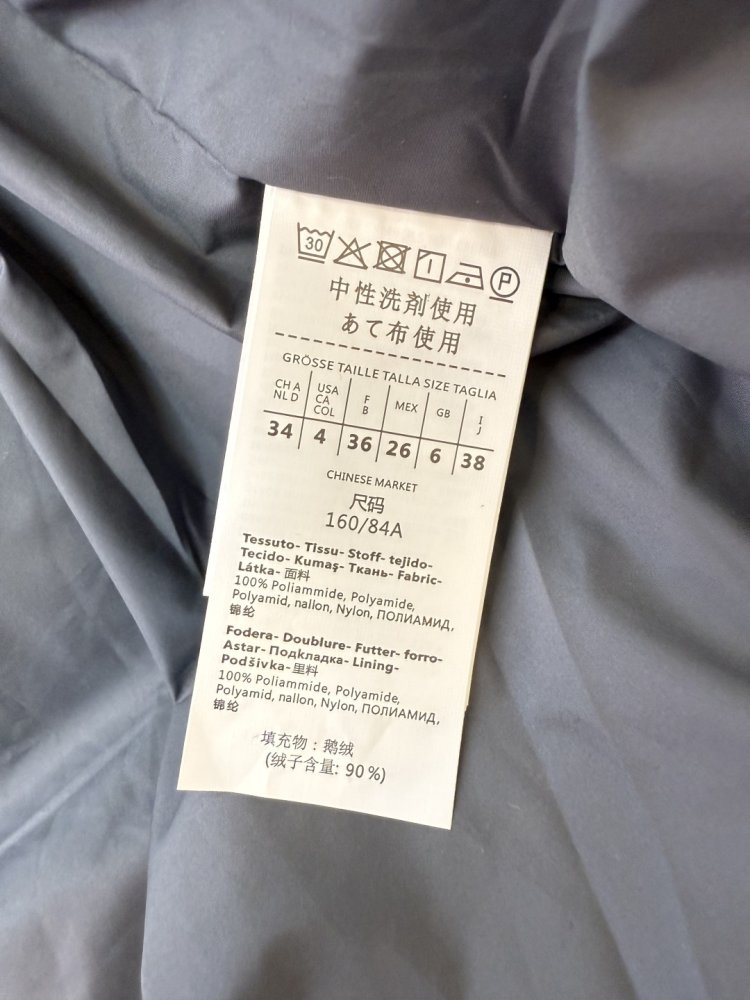 30 P
中性洗剤使用
あて布使用
GRÖSSE TAILLE TALLA SIZE TAGLIA
CH A NL D USA CA COL F B MEX GB I J
34 4 36 26 6 38
CHINESE MARKET
尺码
160/84A
Tessuto- Tissu- Stoff- tejido-
Tecido- Kumaş- Ткань- Fabric-
Látka- 面料
100% Poliammide, Polyamide,
Polyamid, nallon, Nylon, ПОЛИАМИД,
锦纶
Fodera- Doublure- Futter- forro-
Astar- Подкладка- Lining-
Podšívka- 里料
100% Poliammide, Polyamide,
Polyamid, nallon, Nylon, ПОЛИАМИД,
锦纶
填充物：鹅绒
(绒子含量: 90%)